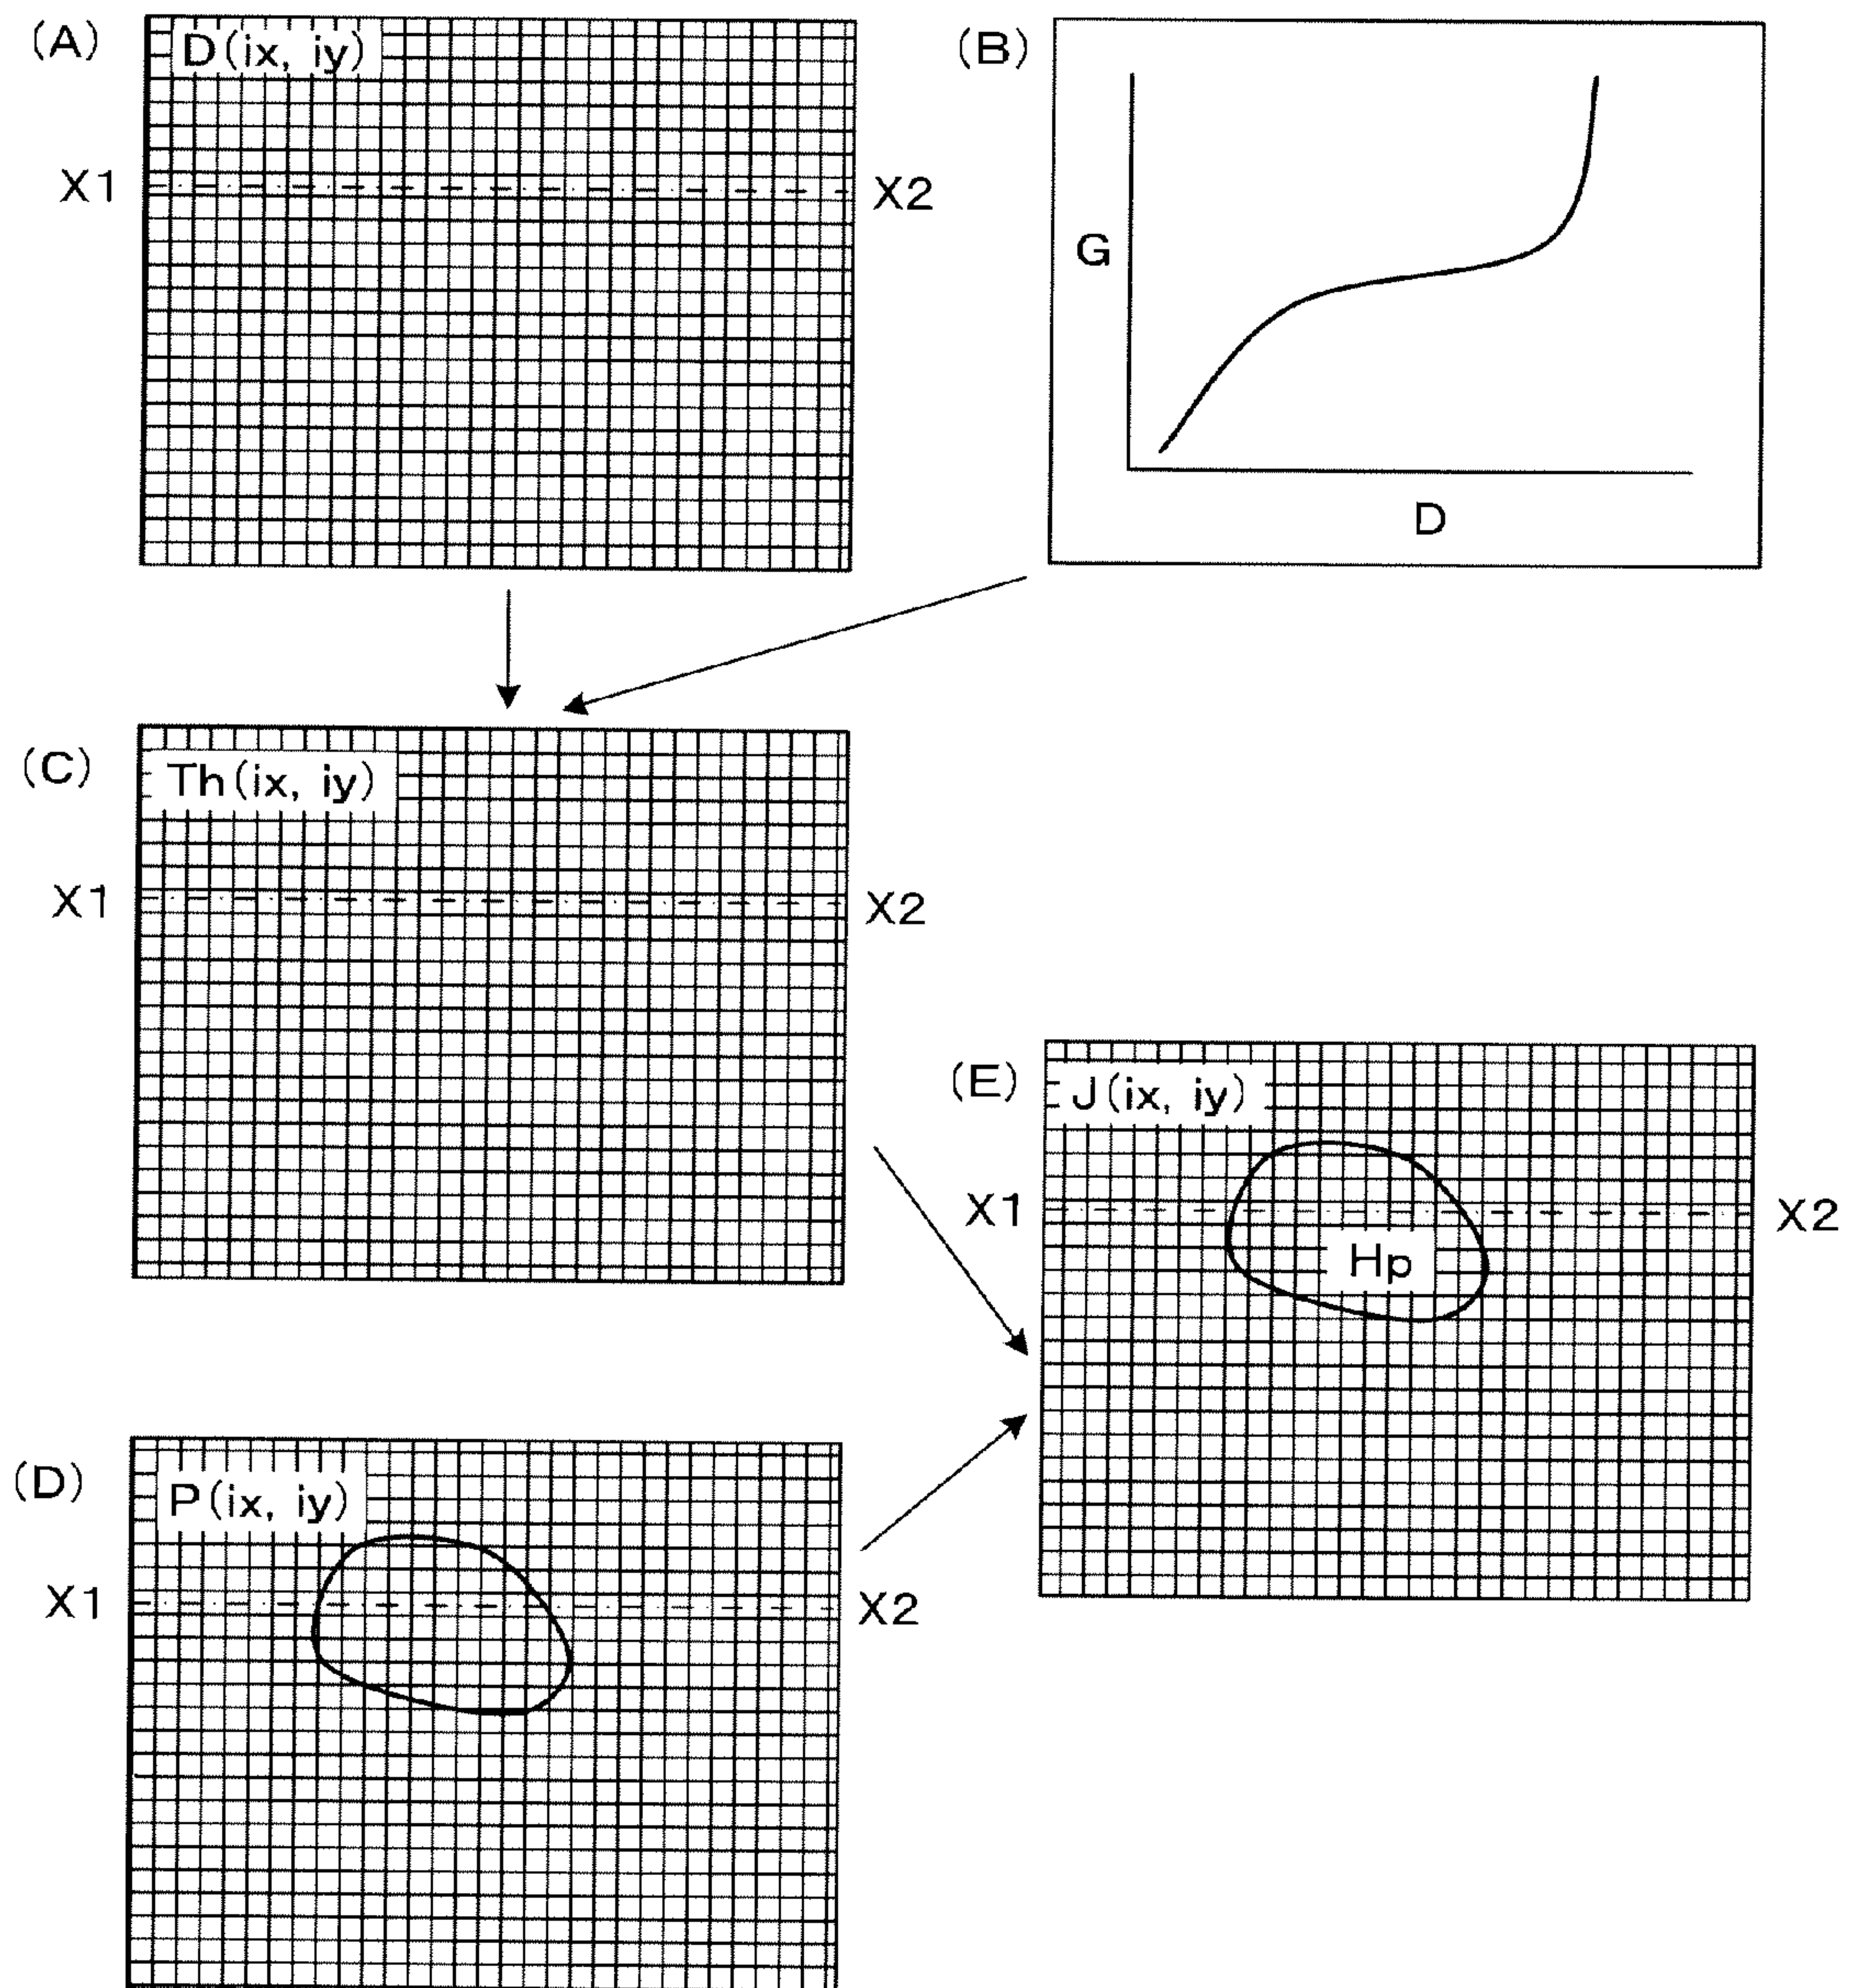 (A)
D(ix, iy)
X1
X2
(B)
G
D
(C)
Th(ix, iy)
X1
X2
(E)
J(ix, iy)
X1
X2
Hp
(D)
P(ix, iy)
X1
X2